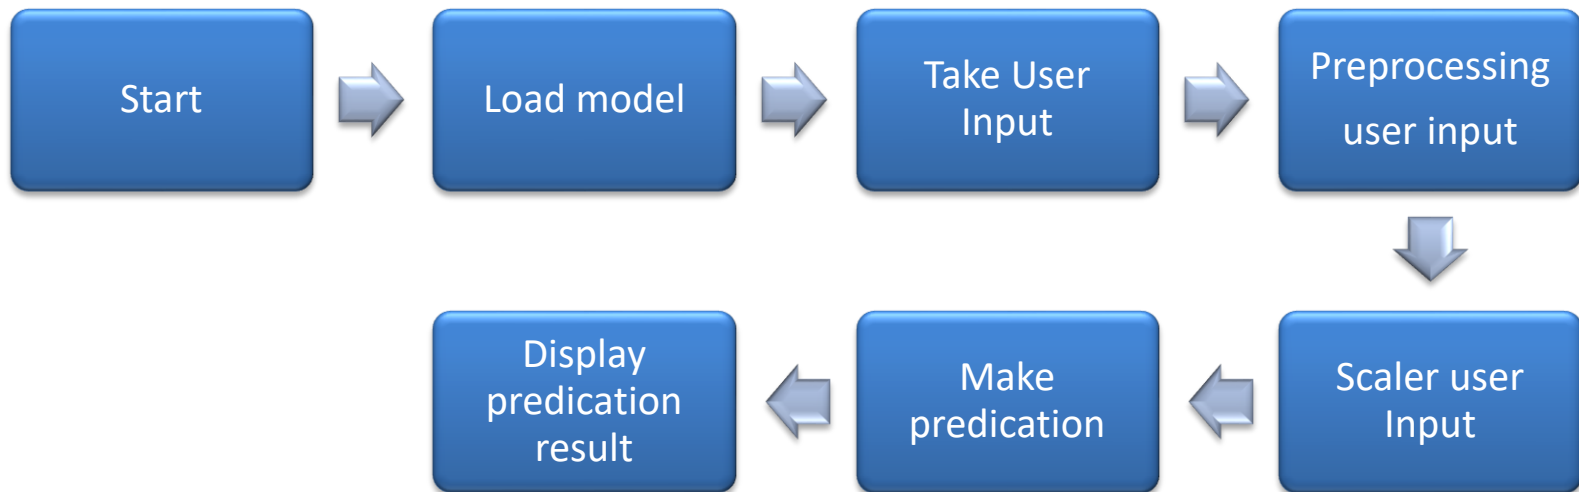 Start
Load model
Take User
Input
Preprocessing
user input
Scaler user
Input
Make
predication
Display
predication
result